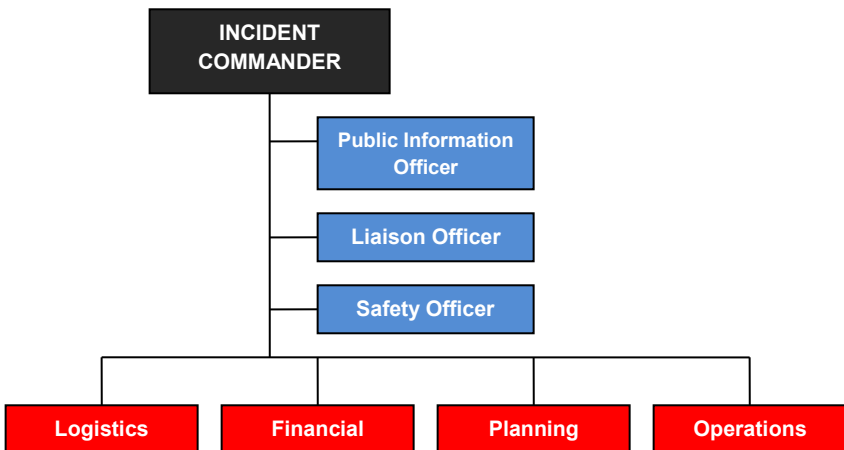 INCIDENT
COMMANDER
Public Information
Officer
Liaison Officer
Safety Officer
Logistics
Financial
Planning
Operations